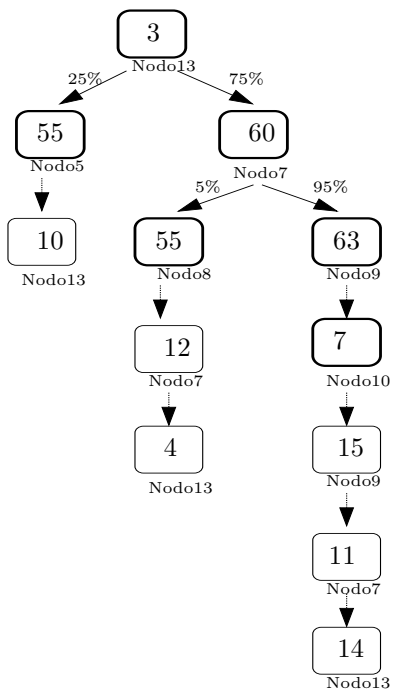 3
Nodo13
25% 75%
55 60
Nodo5 Nodo7
5% 95%
10 55 63
Nodo13 Nodo8 Nodo9
12 7
Nodo7 Nodo10
4 15
Nodo13 Nodo9
11
Nodo7
14
Nodo13